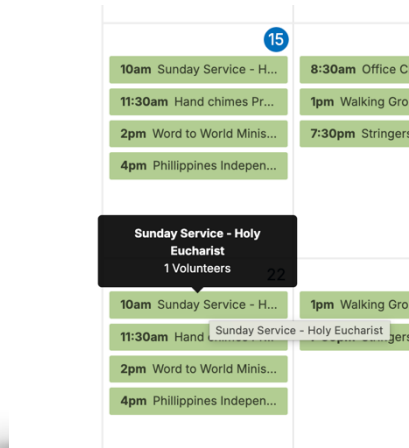 15
10am Sunday Service - H...
8:30am Office C
11:30am Hand chimes Pr...
1pm Walking Gro
2pm Word to World Minis...
7:30pm Stringers
4pm Phillippines Indepen...
Sunday Service - Holy
Eucharist
1 Volunteers
22
10am Sunday Service - H...
1pm Walking Gro
Sunday Service - Holy Eucharist
11:30am Hand
2pm Word to World Minis...
4pm Phillippines Indepen...